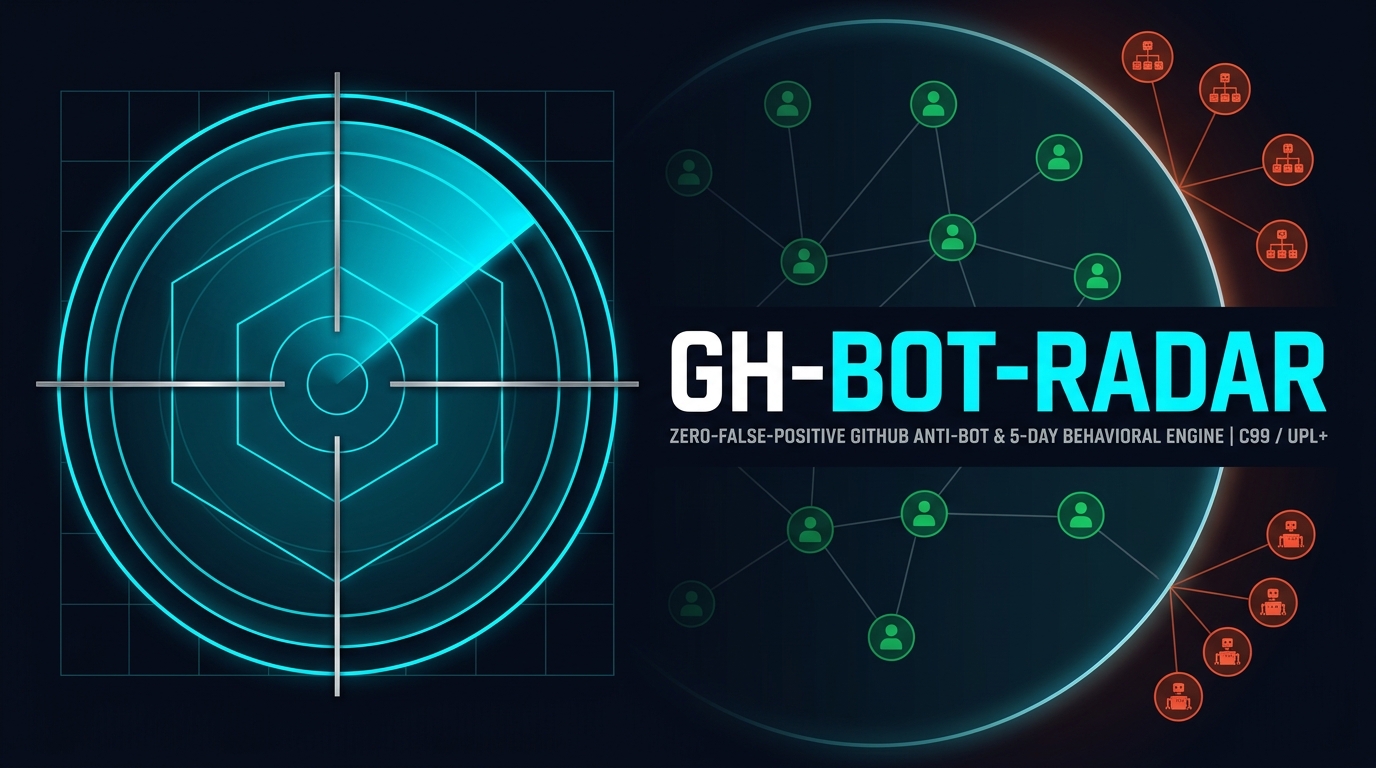 GH-BOT-RADAR
ZERO-FALSE-POSITIVE GITHUB ANTI-BOT & 5-DAY BEHAVIORAL ENGINE | C99 / UPL+